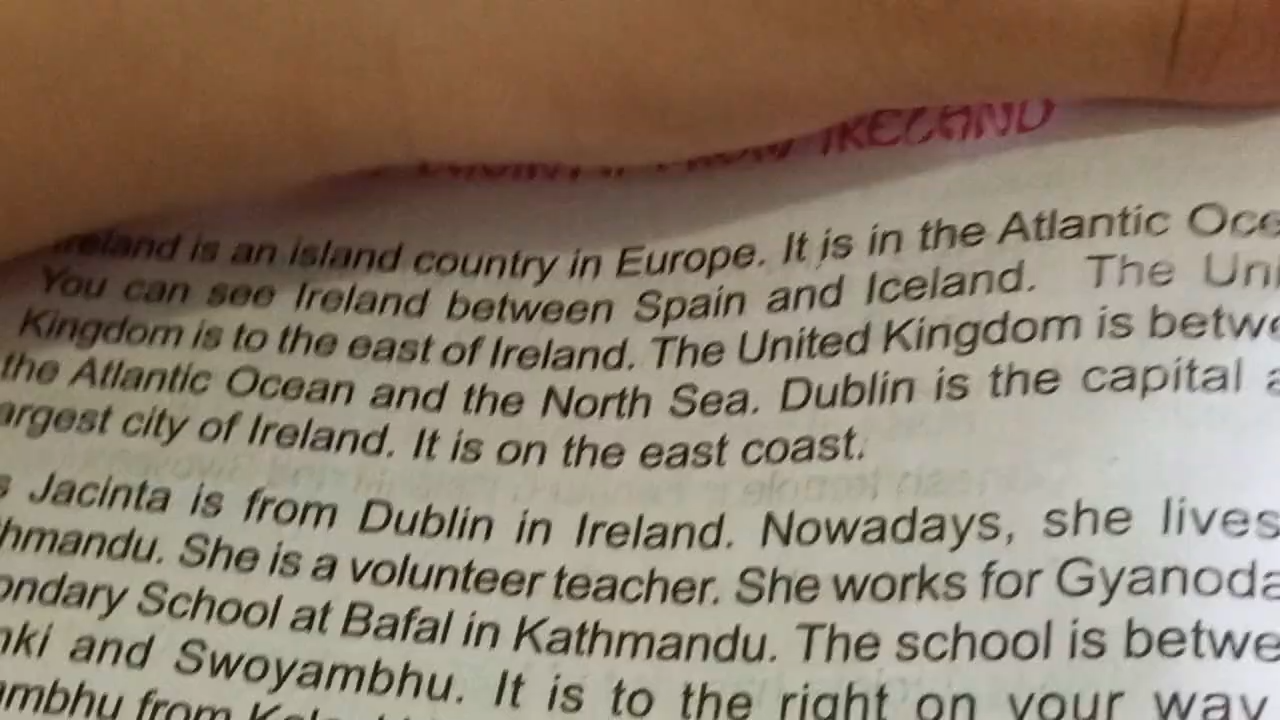 IRELAND
Ireland is an island country in Europe. It is in the Atlantic Oce
You can see Ireland between Spain and Iceland. The Uni
Kingdom is to the east of Ireland. The United Kingdom is betwe
the Atlantic Ocean and the North Sea. Dublin is the capital a
argest city of Ireland. It is on the east coast.
s Jacinta is from Dublin in Ireland. Nowadays, she lives
hmandu. She is a volunteer teacher. She works for Gyanoda
ondary School at Bafal in Kathmandu. The school is betwe
nki and Swoyambhu. It is to the right on your way
ambhu from